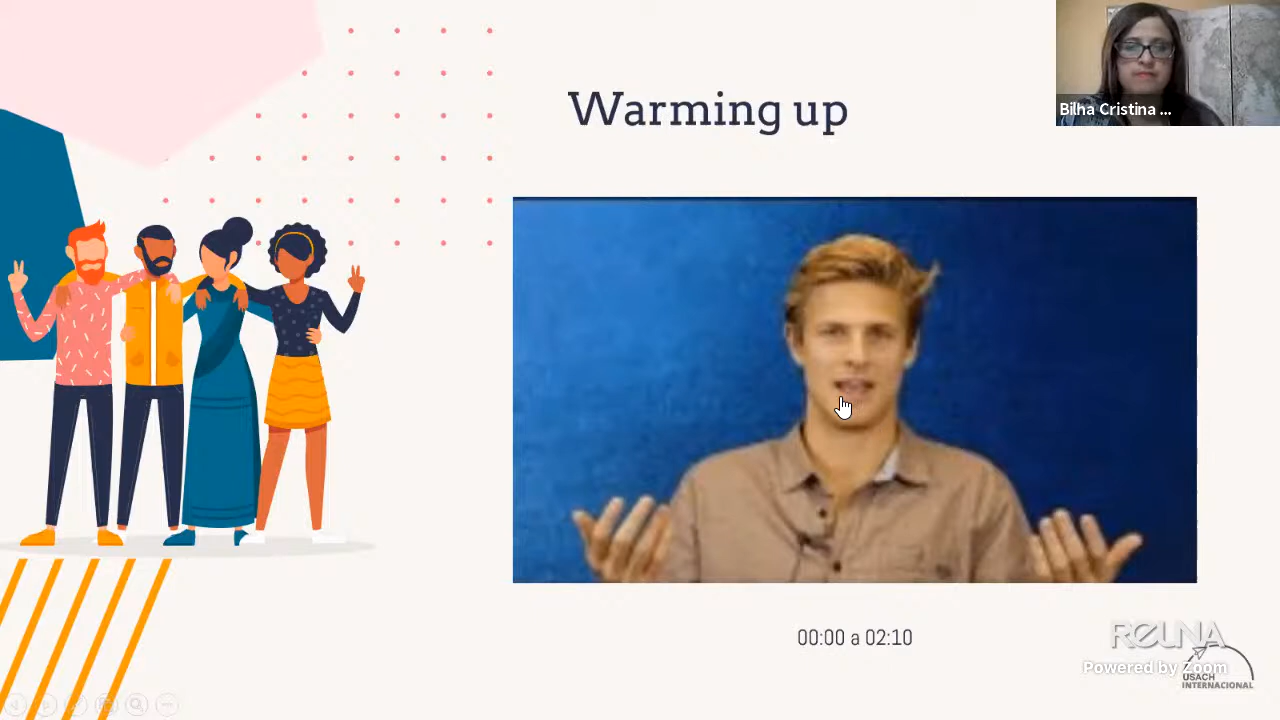 Warming up
Bilha Cristina ...
00:00 a 02:10
REUNA
Powered by Zoom
USACH
INTERNACIONAL